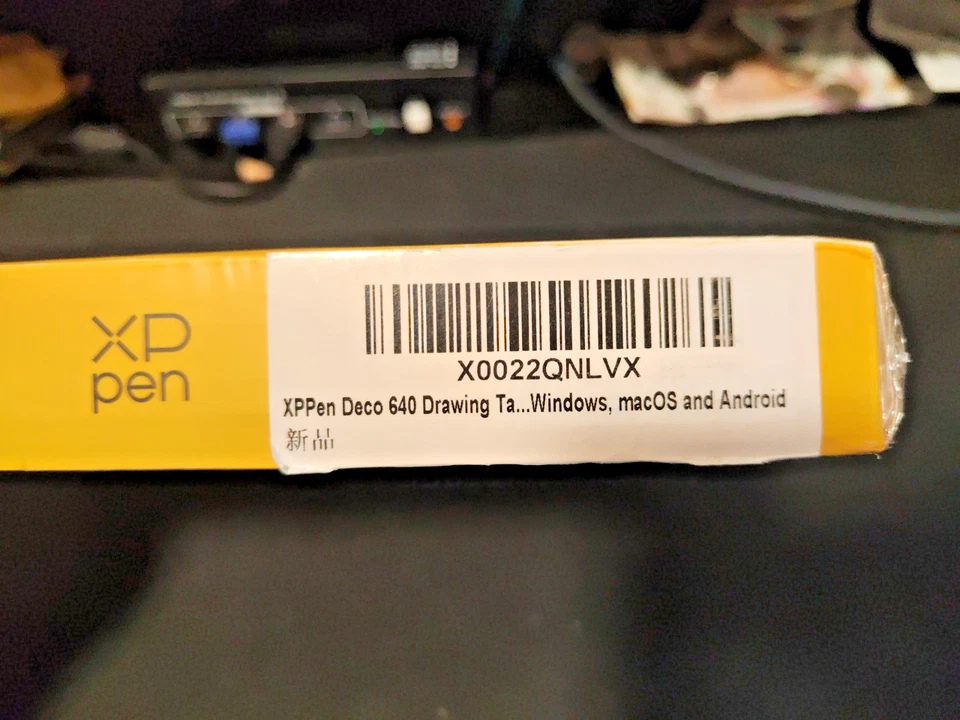 XP
pen
X0022QNLVX
XPPen Deco 640 Drawing Ta...Windows, macOS and Android
新品